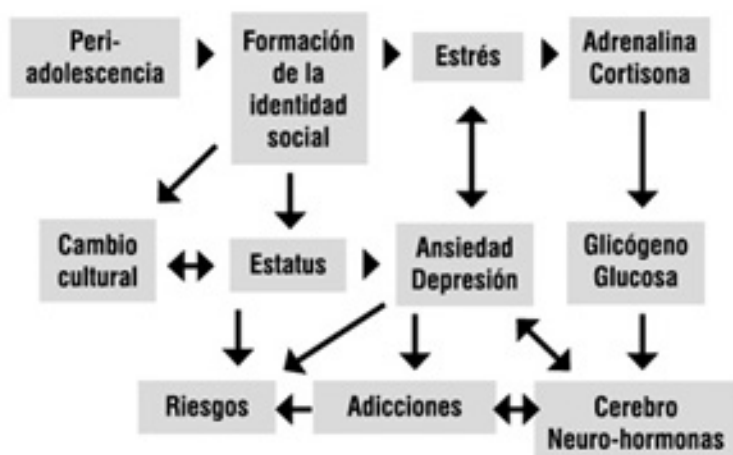 Peri-
adolescencia
Formación
de la
identidad
social
Estrés
Adrenalina
Cortisona
Cambio
cultural
Estatus
Ansiedad
Depresión
Glicógeno
Glucosa
Riesgos
Adicciones
Cerebro
Neuro-hormonas